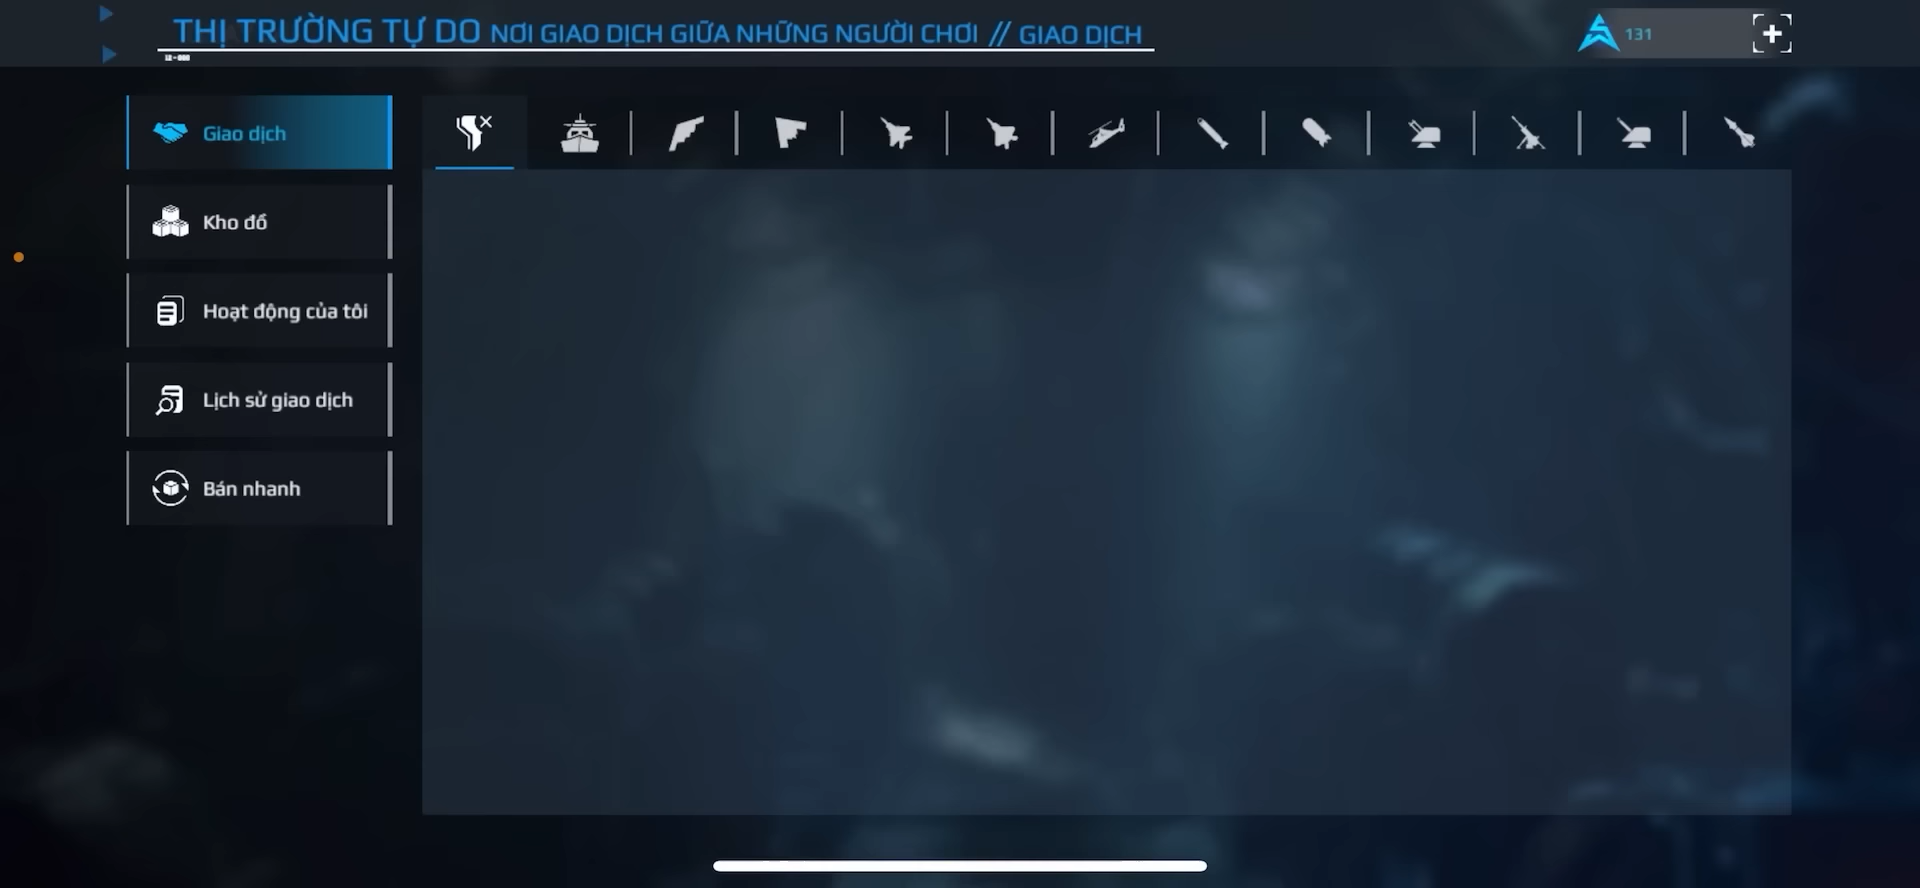 THỊ TRƯỜNG TỰ DO NƠI GIAO DỊCH GIỮA NHỮNG NGƯỜI CHƠI // GIAO DỊCH
131
Giao dịch
Kho đồ
Hoạt động của tôi
Lịch sử giao dịch
Bán nhanh